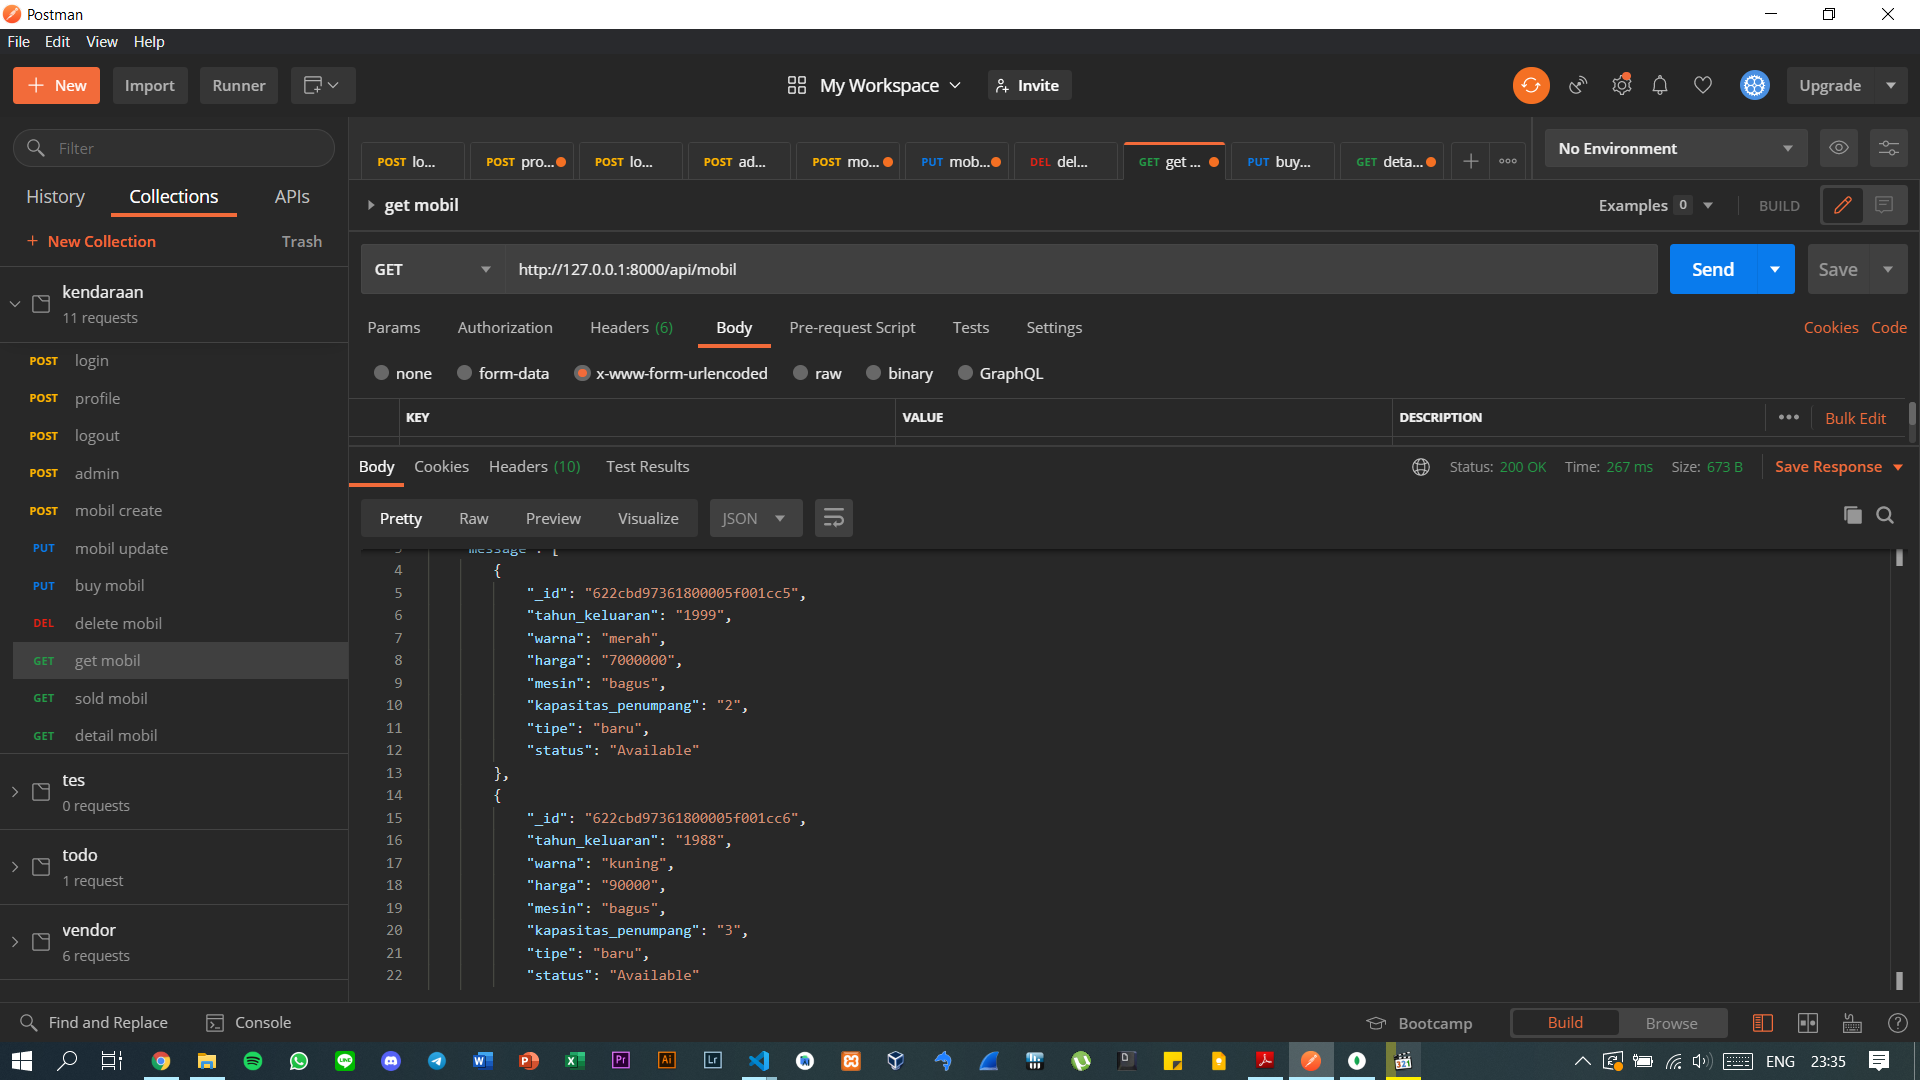 Postman
File Edit View Help
New Import Runner My Workspace Invite Upgrade
Filter
History Collections APIs
New Collection Trash
kendaraan
11 requests
POST login
POST profile
POST logout
POST admin
POST mobil create
PUT mobil update
PUT buy mobil
DEL delete mobil
GET get mobil
GET sold mobil
GET detail mobil
tes
0 requests
todo
1 request
vendor
6 requests
POST lo... POST pro... POST lo... POST ad... POST mo... PUT mob... DEL del... GET get ... PUT buy... GET deta...
No Environment
get mobil Examples 0 BUILD
GET http://127.0.0.1:8000/api/mobil Send Save
Params Authorization Headers (6) Body Pre-request Script Tests Settings Cookies Code
none form-data x-www-form-urlencoded raw binary GraphQL
KEY VALUE DESCRIPTION Bulk Edit
Body Cookies Headers (10) Test Results Status: 200 OK Time: 267 ms Size: 673 B Save Response
Pretty Raw Preview Visualize JSON
3 "message": [
4 {
5 "_id": "622cbd97361800005f001cc5",
6 "tahun_keluaran": "1999",
7 "warna": "merah",
8 "harga": "7000000",
9 "mesin": "bagus",
10 "kapasitas_penumpang": "2",
11 "tipe": "baru",
12 "status": "Available"
13 },
14 {
15 "_id": "622cbd97361800005f001cc6",
16 "tahun_keluaran": "1988",
17 "warna": "kuning",
18 "harga": "90000",
19 "mesin": "bagus",
20 "kapasitas_penumpang": "3",
21 "tipe": "baru",
22 "status": "Available"
Find and Replace Console Bootcamp Build Browse
ENG 23:35